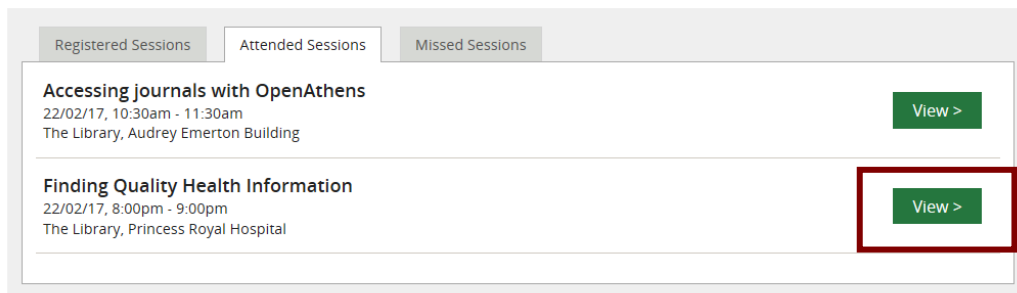 Registered Sessions Attended Sessions Missed Sessions
Accessing journals with OpenAthens
22/02/17, 10:30am - 11:30am
The Library, Audrey Emerton Building
View >
Finding Quality Health Information
22/02/17, 8:00pm - 9:00pm
The Library, Princess Royal Hospital
View >